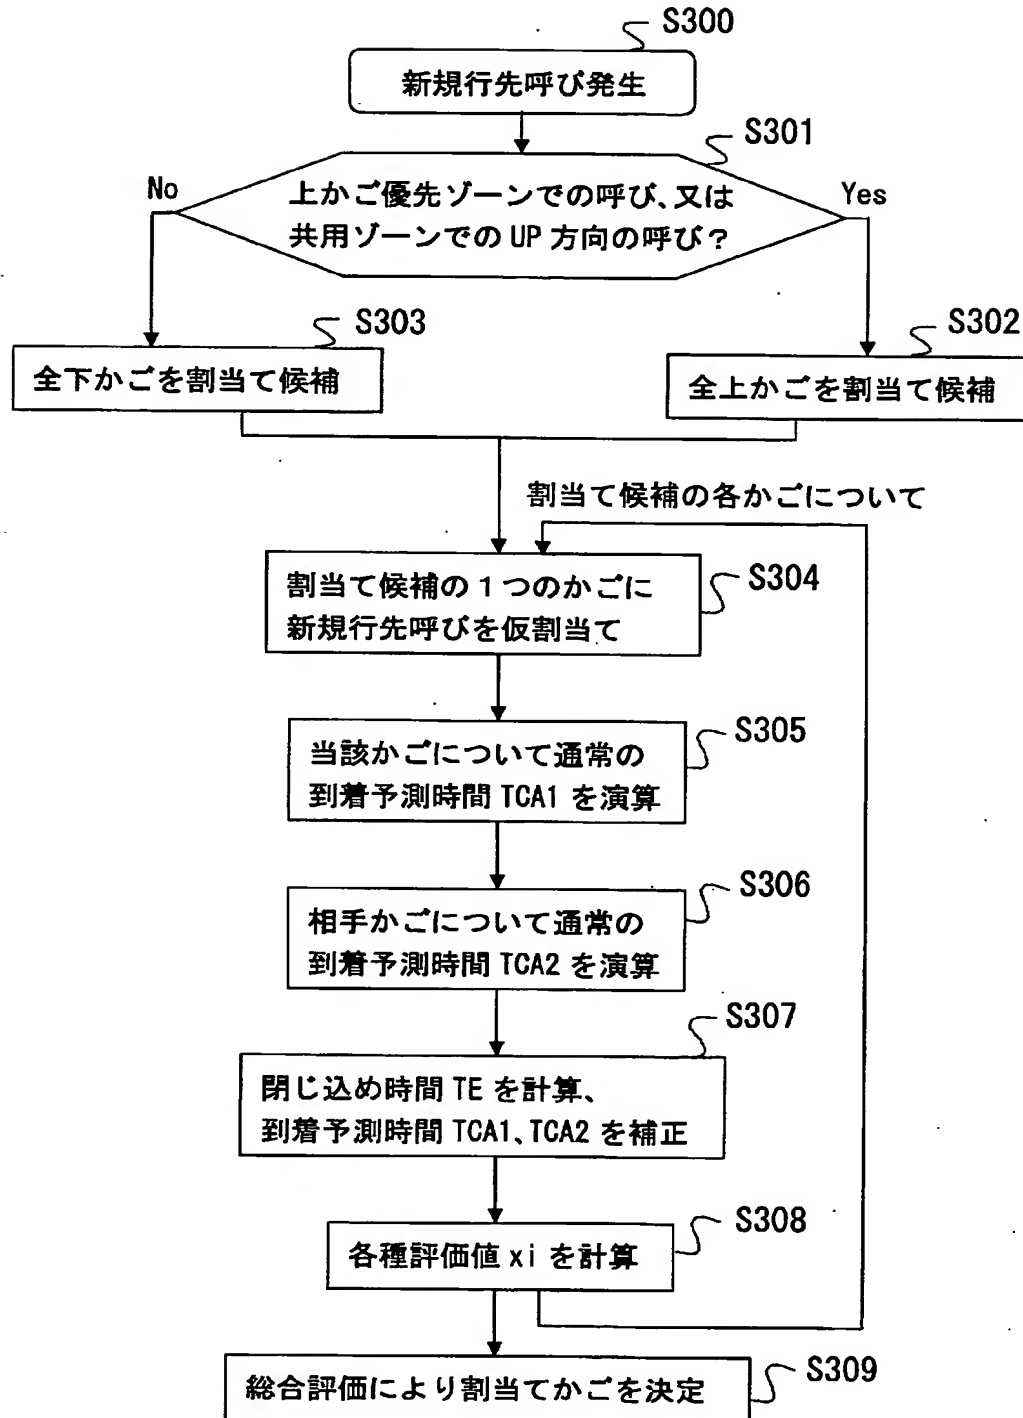 S300
新規行先呼び発生
S301
No
上かご優先ゾーンでの呼び、又は
共用ゾーンでの UP 方向の呼び？
Yes
S303
全下かごを割当て候補
S302
全上かごを割当て候補
割当て候補の各かごについて
割当て候補の 1 つのかごに
新規行先呼びを仮割当て
S304
当該かごについて通常の
到着予測時間 TCA1 を演算
S305
相手かごについて通常の
到着予測時間 TCA2 を演算
S306
S307
閉じ込め時間 TE を計算、
到着予測時間 TCA1、TCA2 を補正
各種評価値 xi を計算
S308
総合評価により割当てかごを決定
S309